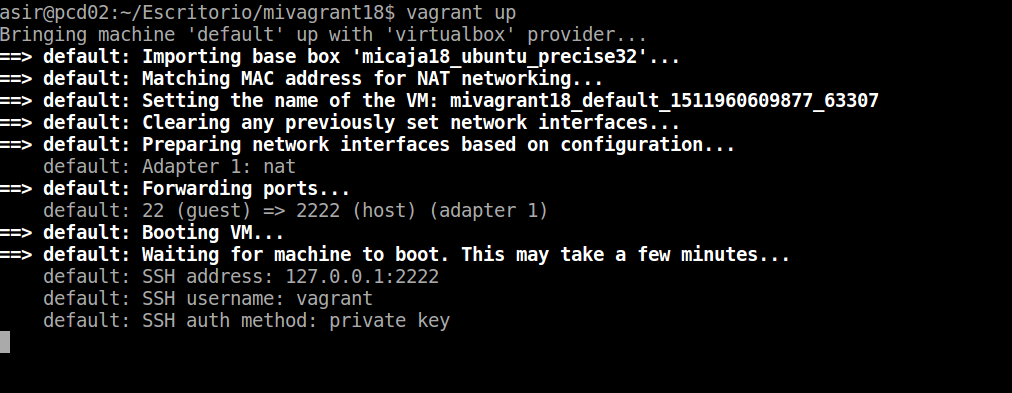 asir@pcd02:~/Escritorio/mivagrant18$ vagrant up
Bringing machine 'default' up with 'virtualbox' provider...
==> default: Importing base box 'micaja18_ubuntu_precise32'...
==> default: Matching MAC address for NAT networking...
==> default: Setting the name of the VM: mivagrant18_default_1511960609877_63307
==> default: Clearing any previously set network interfaces...
==> default: Preparing network interfaces based on configuration...
    default: Adapter 1: nat
==> default: Forwarding ports...
    default: 22 (guest) => 2222 (host) (adapter 1)
==> default: Booting VM...
==> default: Waiting for machine to boot. This may take a few minutes...
    default: SSH address: 127.0.0.1:2222
    default: SSH username: vagrant
    default: SSH auth method: private key